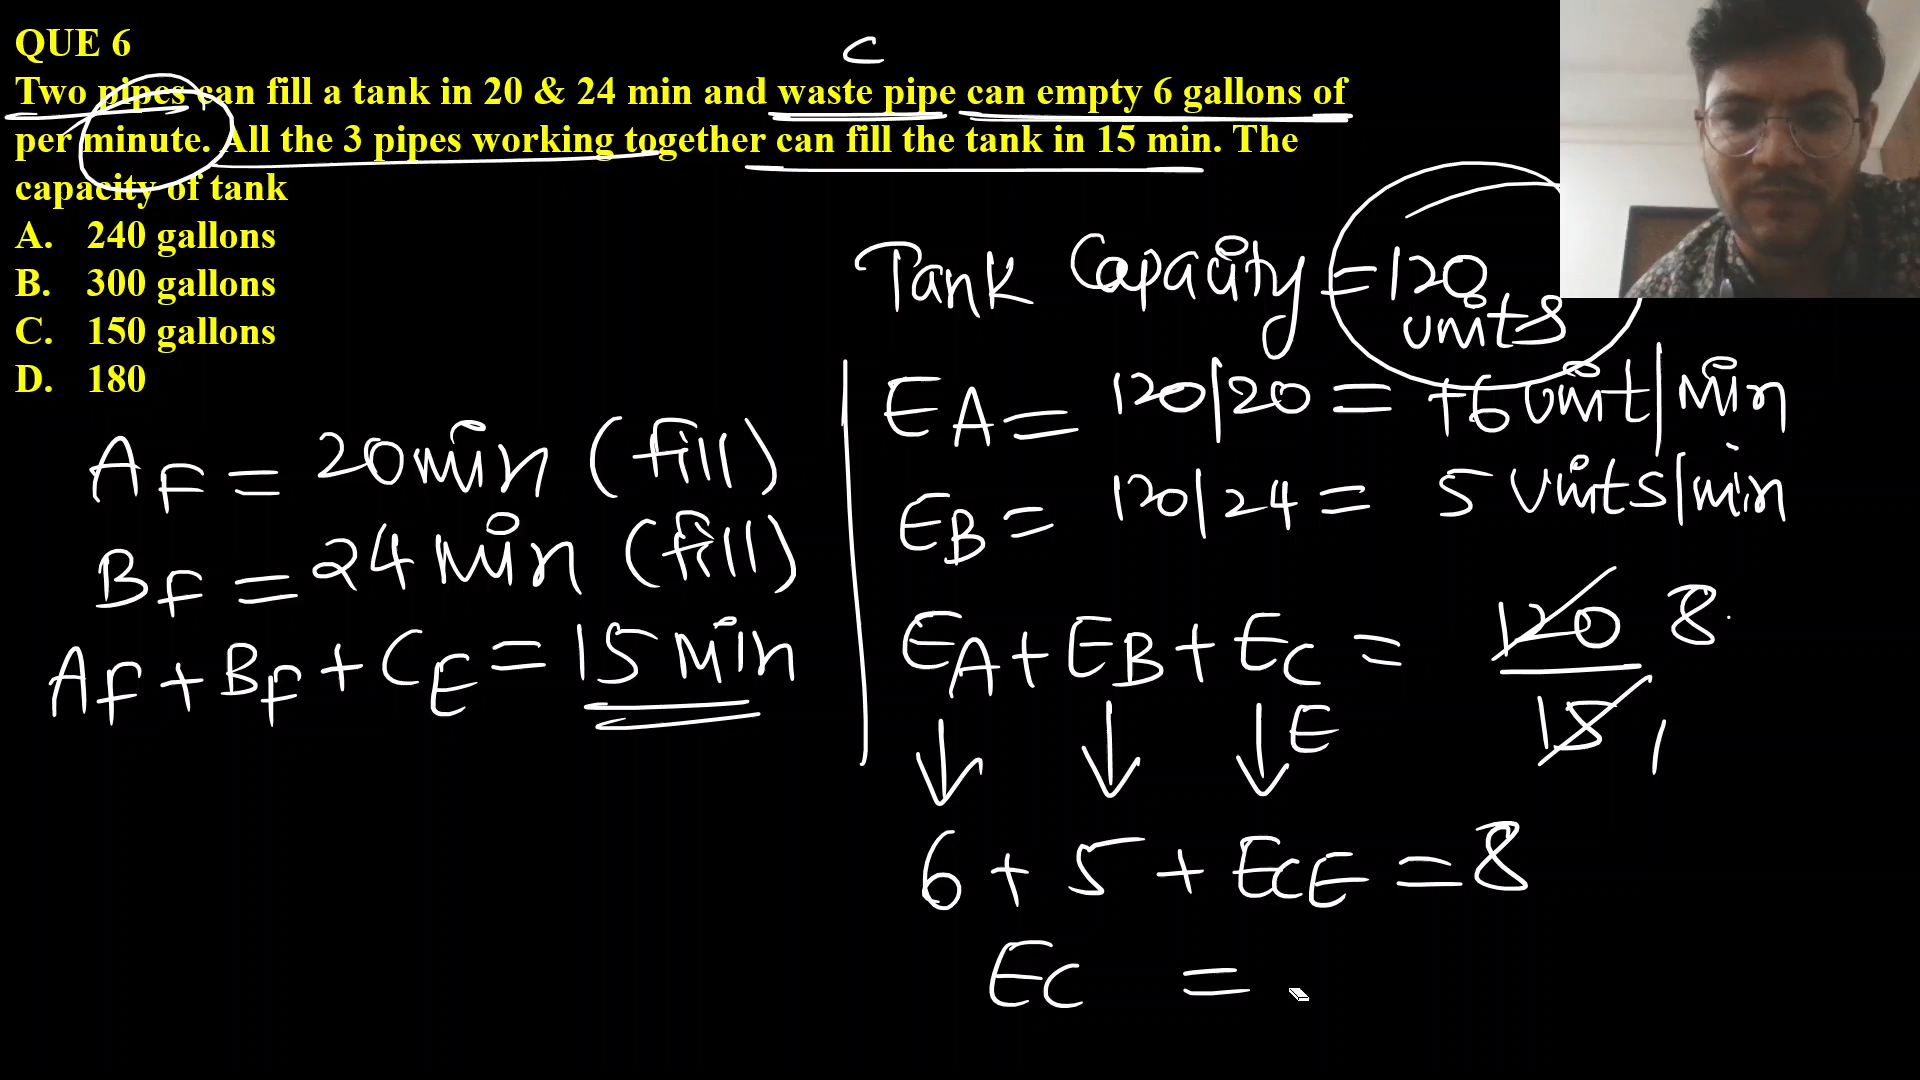 QUE 6
C
Two pipes can fill a tank in 20 & 24 min and waste pipe can empty 6 gallons of
per minute. All the 3 pipes working together can fill the tank in 15 min. The
capacity of tank
A. 240 gallons
B. 300 gallons
C. 150 gallons
D. 180
AF = 20min (fill)
BF = 24 min (fill)
AF + BF + CE = 15 Min
Tank Capacity = 120
units
EA = 120/20 = +6 unit/min
EB = 120/24 = 5 units/min
EA + EB + EC = 120 8
15 1
E
6 + 5 + ECE = 8
EC =